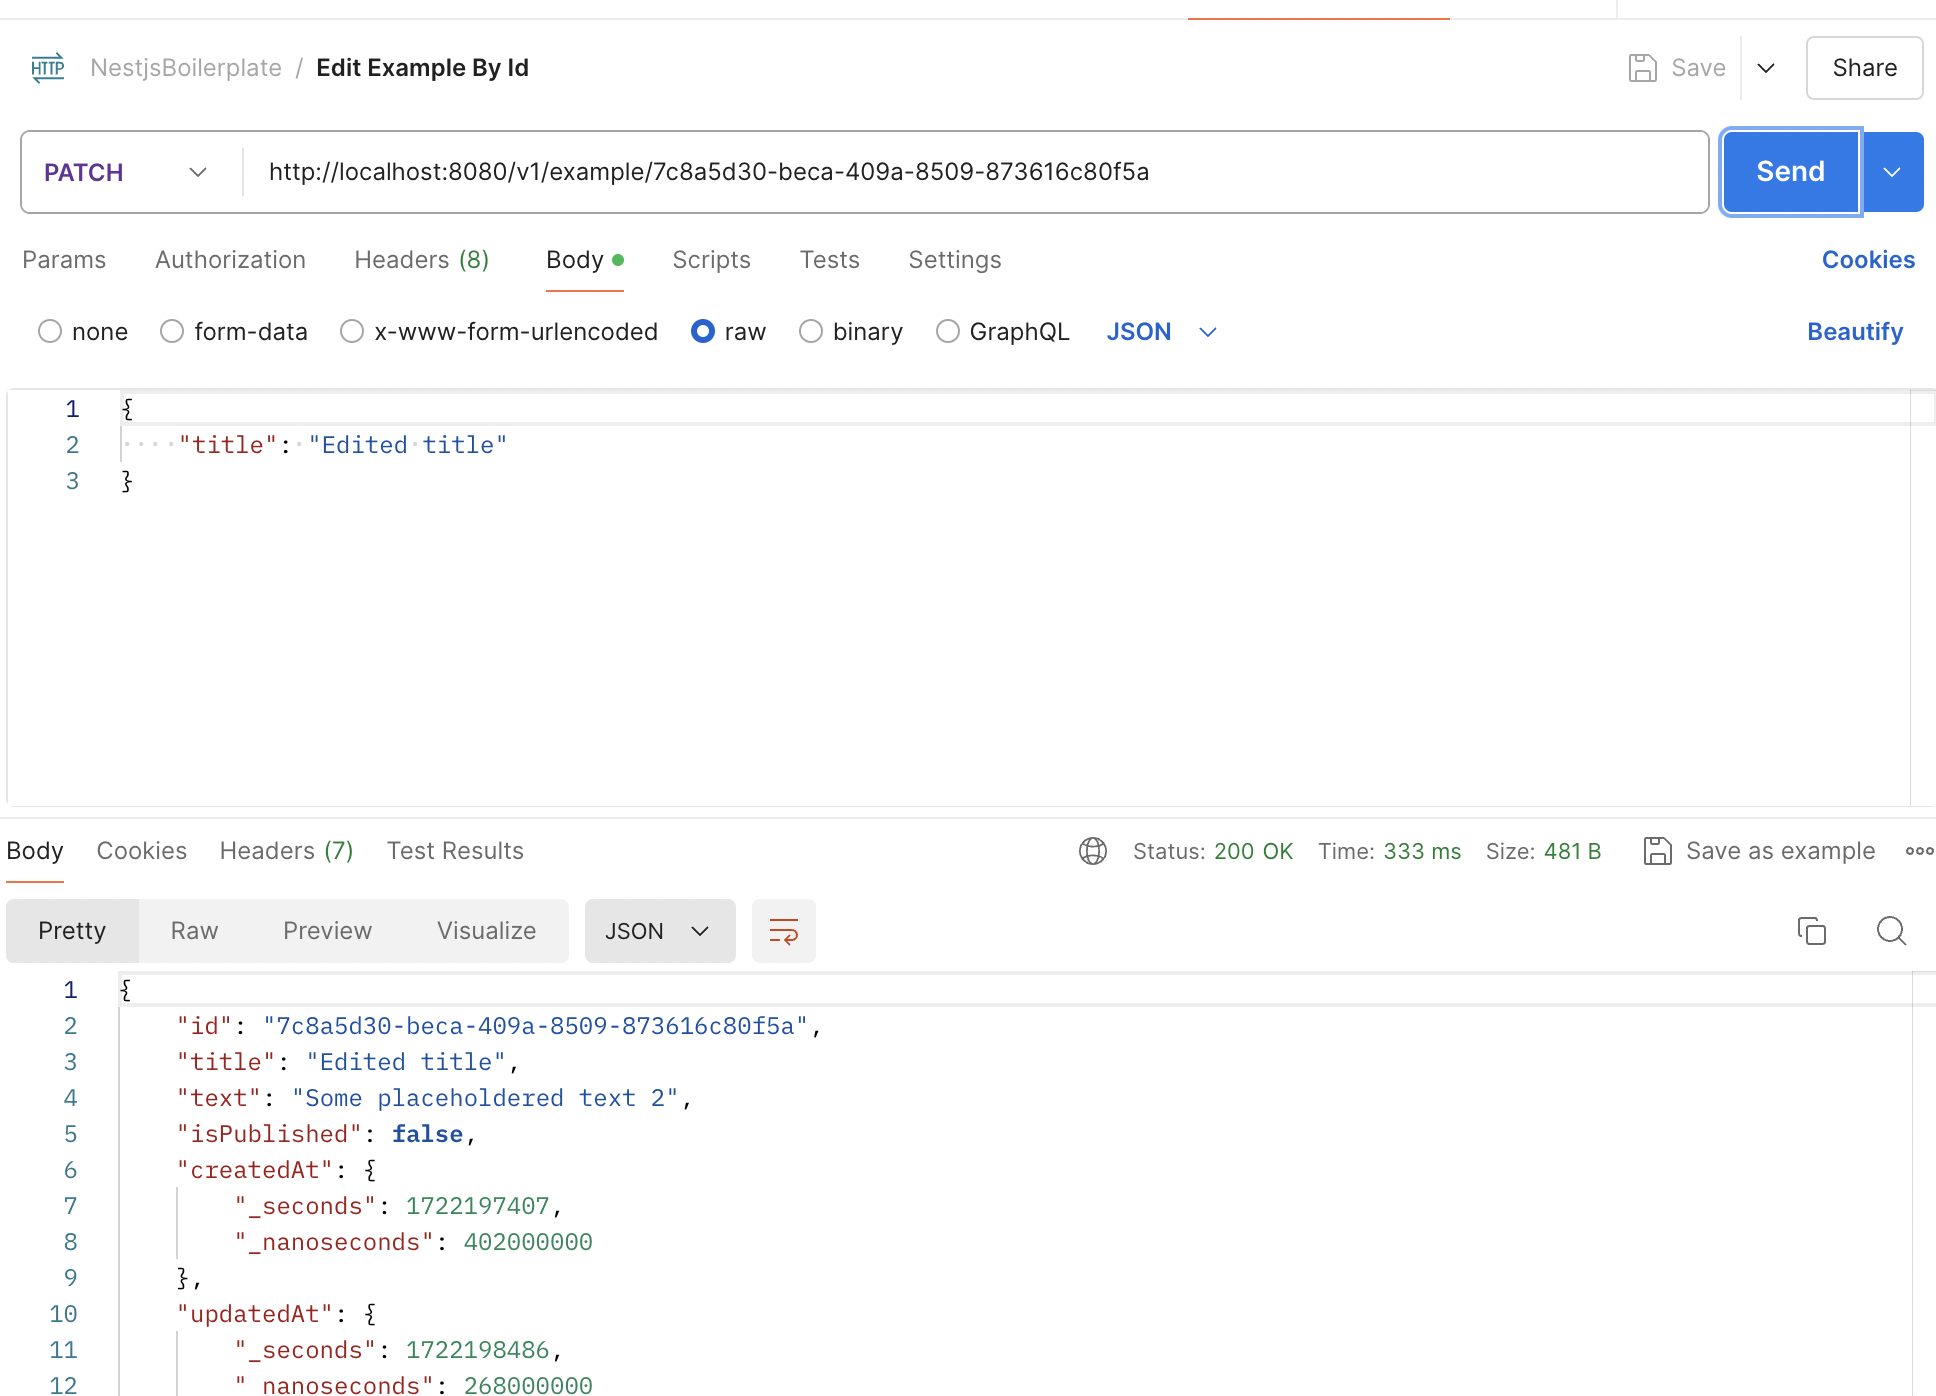 HTTP NestjsBoilerplate / Edit Example By Id Save Share
PATCH http://localhost:8080/v1/example/7c8a5d30-beca-409a-8509-873616c80f5a Send
Params Authorization Headers (8) Body Scripts Tests Settings Cookies
none form-data x-www-form-urlencoded raw binary GraphQL JSON Beautify
1 {
2 "title": "Edited title"
3 }
Body Cookies Headers (7) Test Results Status: 200 OK Time: 333 ms Size: 481 B Save as example
Pretty Raw Preview Visualize JSON
1 {
2 "id": "7c8a5d30-beca-409a-8509-873616c80f5a",
3 "title": "Edited title",
4 "text": "Some placeholdered text 2",
5 "isPublished": false,
6 "createdAt": {
7 "_seconds": 1722197407,
8 "_nanoseconds": 402000000
9 },
10 "updatedAt": {
11 "_seconds": 1722198486,
12 "_nanoseconds": 268000000